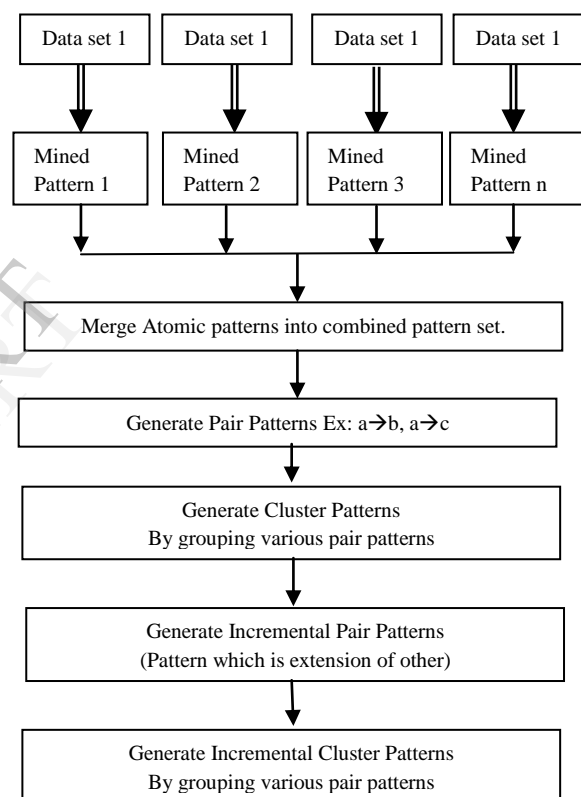 Data set 1 Data set 1 Data set 1 Data set 1
Mined Mined Mined Mined
Pattern 1 Pattern 2 Pattern 3 Pattern n
Merge Atomic patterns into combined pattern set.
Generate Pair Patterns Ex: a→b, a→c
Generate Cluster Patterns
By grouping various pair patterns
Generate Incremental Pair Patterns
(Pattern which is extension of other)
Generate Incremental Cluster Patterns
By grouping various pair patterns